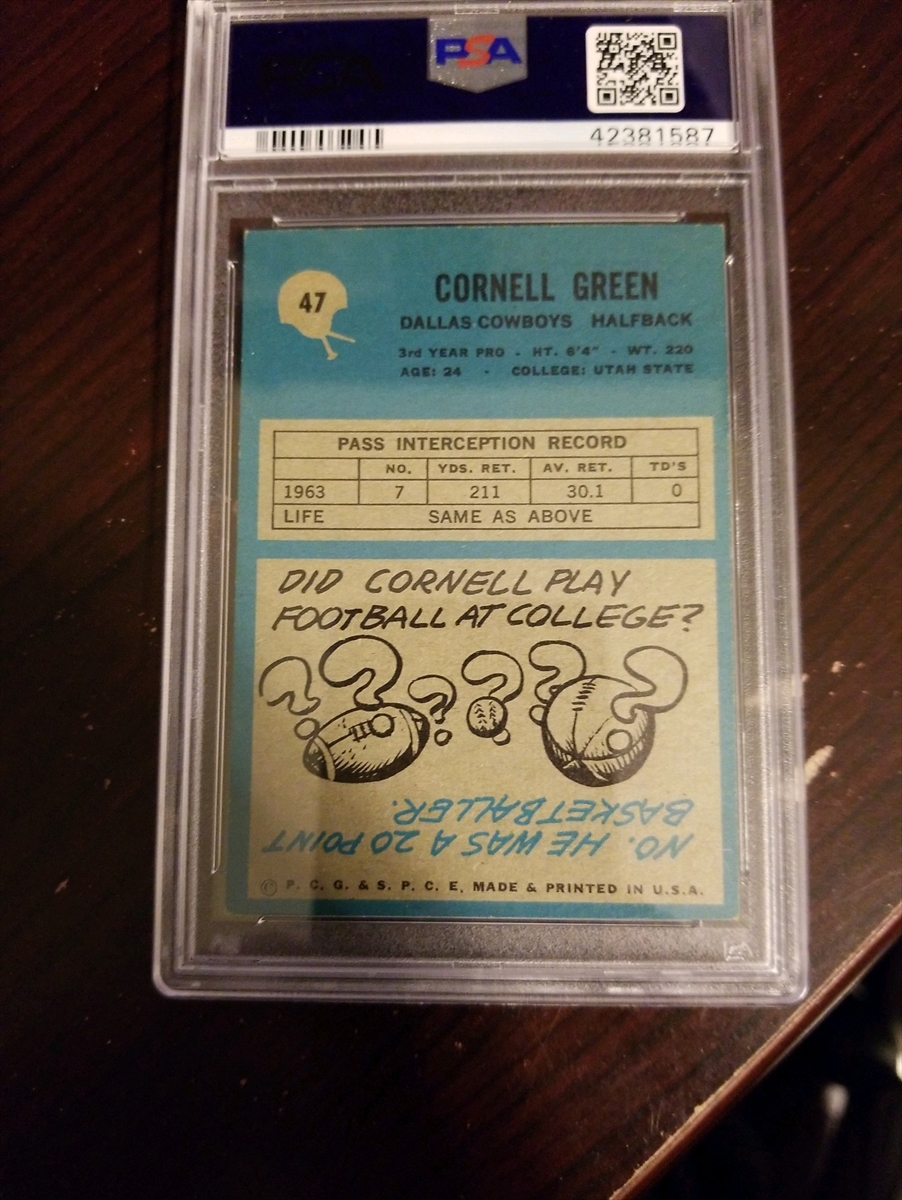 PSA
42381587
47
CORNELL GREEN
DALLAS COWBOYS HALFBACK
3rd YEAR PRO - HT. 6'4" - WT. 220
AGE: 24 - COLLEGE: UTAH STATE
PASS INTERCEPTION RECORD
NO. YDS. RET. AV. RET. TD'S
1963 7 211 30.1 0
LIFE SAME AS ABOVE
DID CORNELL PLAY
FOOTBALL AT COLLEGE?
? ? ? ? ? ?
NO. HE WAS A 20 POINT
BASKETBALLER.
© P. C. G. & S. P. C. E. MADE & PRINTED IN U.S.A.